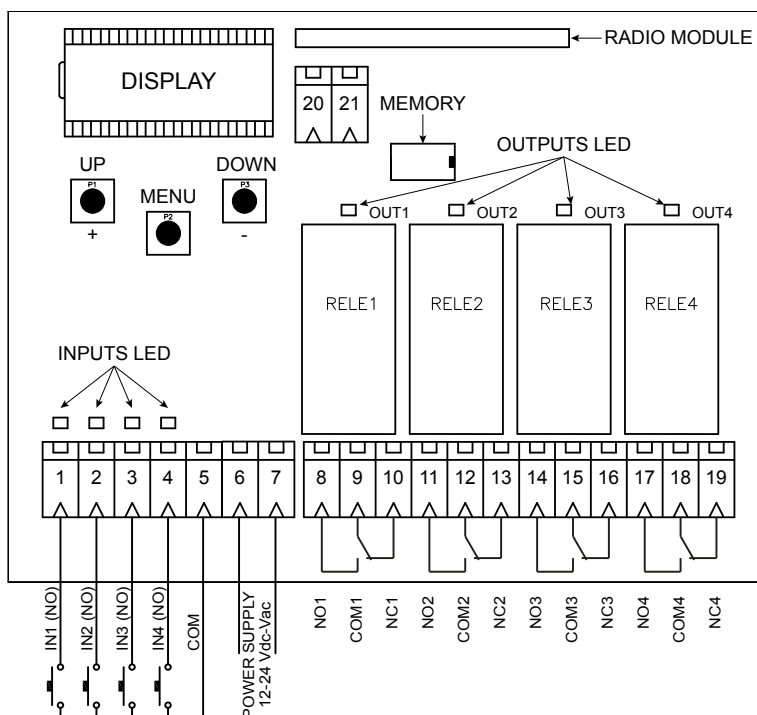 RADIO MODULE
DISPLAY
20 21
MEMORY
OUTPUTS LED
UP
DOWN
MENU
P1
P2
P3
+
-
OUT1
OUT2
OUT3
OUT4
RELE1
RELE2
RELE3
RELE4
INPUTS LED
1 2 3 4 5 6 7
8 9 10 11 12 13 14 15 16 17 18 19
IN1 (NO)
IN2 (NO)
IN3 (NO)
IN4 (NO)
COM
POWER SUPPLY
12-24 Vdc-Vac
NO1
COM1
NC1
NO2
COM2
NC2
NO3
COM3
NC3
NO4
COM4
NC4